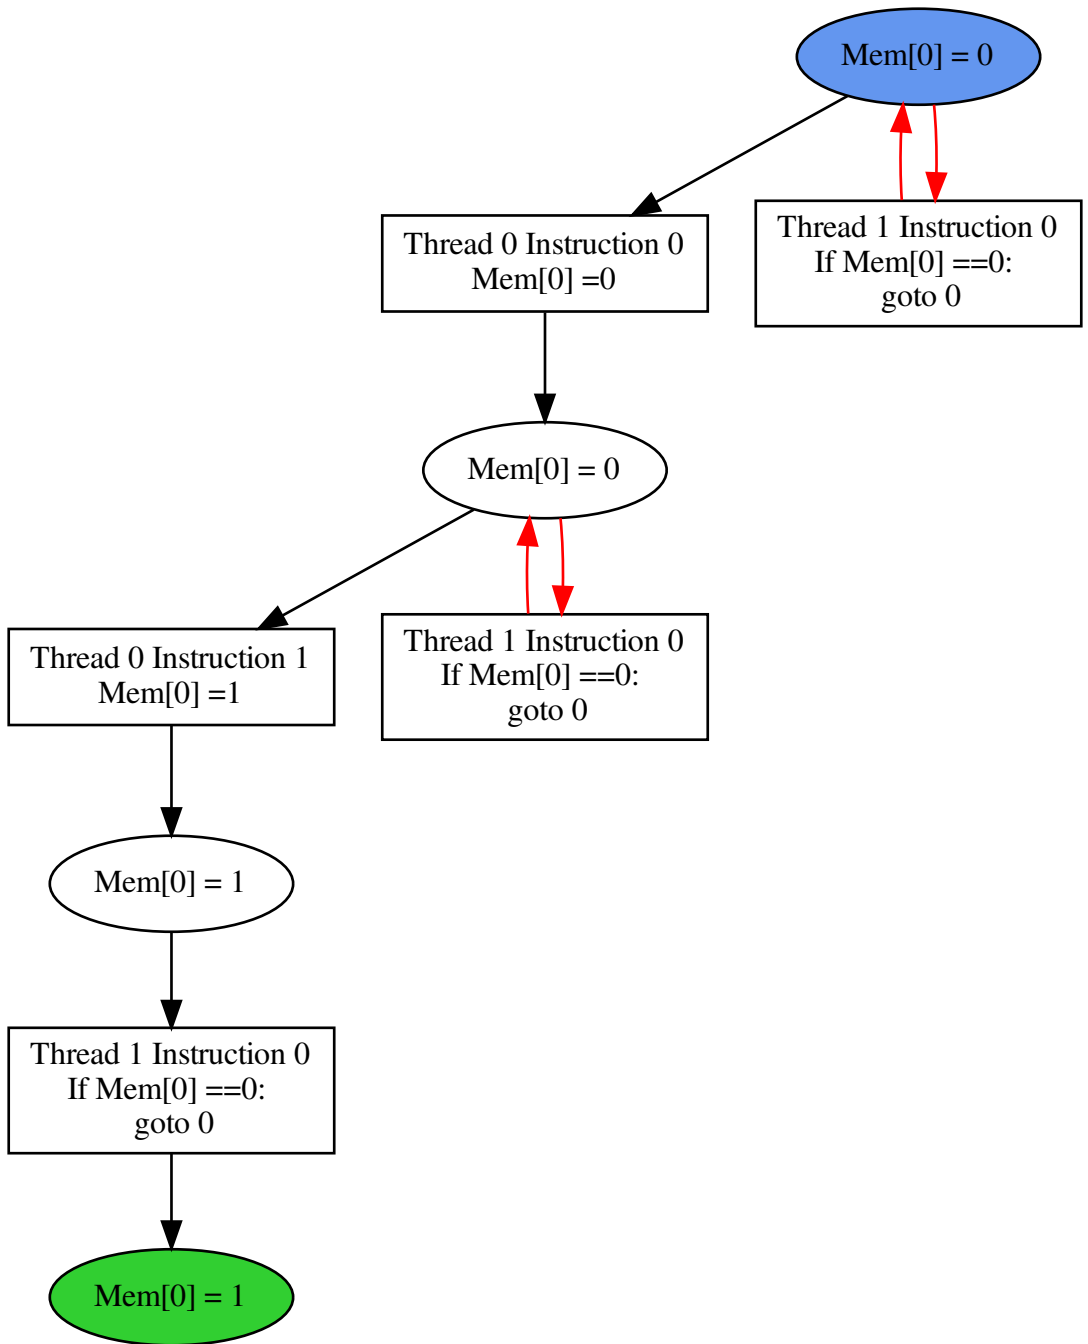 Mem[0] = 0
Thread 0 Instruction 0
Mem[0] =0
Thread 1 Instruction 0
If Mem[0] ==0:
goto 0
Mem[0] = 0
Thread 0 Instruction 1
Mem[0] =1
Thread 1 Instruction 0
If Mem[0] ==0:
goto 0
Mem[0] = 1
Thread 1 Instruction 0
If Mem[0] ==0:
goto 0
Mem[0] = 1